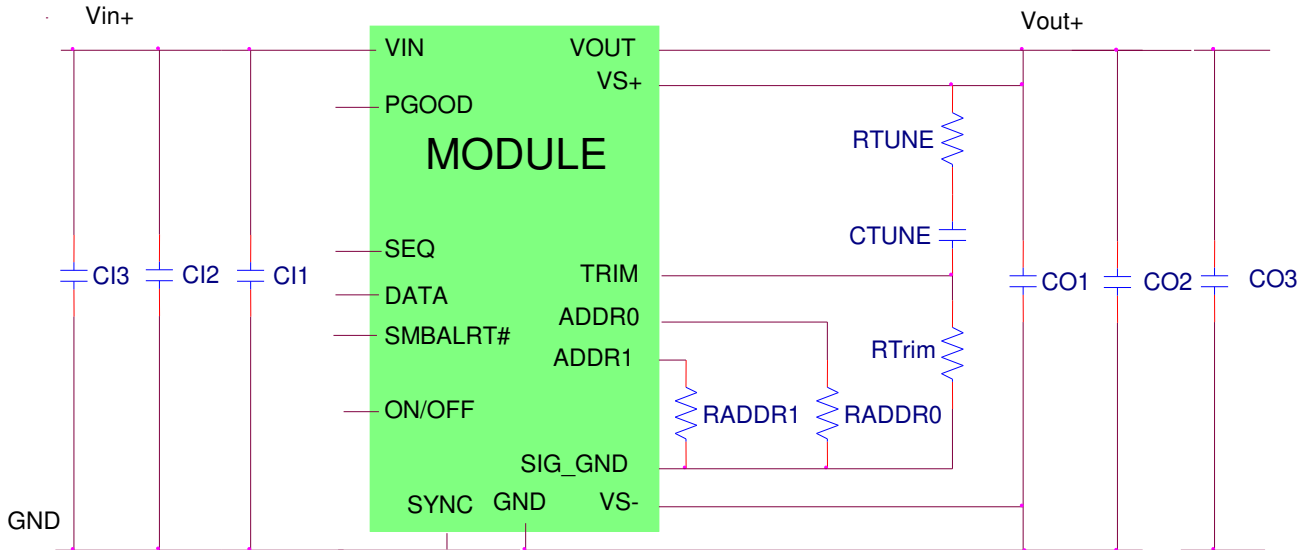 Vin+
Vout+
VIN
VOUT
VS+
PGOOD
MODULE
RTUNE
CTUNE
SEQ
TRIM
CI3
CI2
CI1
CO1
CO2
CO3
DATA
ADDR0
SMBALRT#
ADDR1
RTrim
ON/OFF
RADDR1
RADDR0
SIG_GND
SYNC
GND
VS-
GND